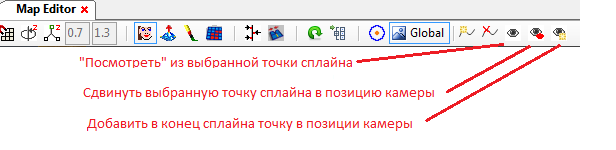 Map Editor
z z 0.7 1.3 Global
"Посмотреть" из выбранной точки сплайна
Сдвинуть выбранную точку сплайна в позицию камеры
Добавить в конец сплайна точку в позиции камеры